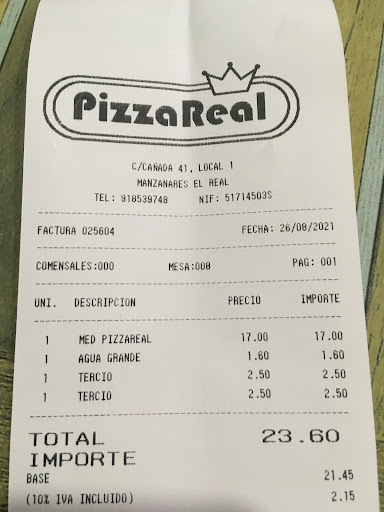 PizzaReal
C/CAÑADA 41, LOCAL 1
MANZANARES EL REAL
TEL: 918539748 NIF: 51714503S
FACTURA 025604 FECHA: 26/08/2021
COMENSALES:000 MESA:008 PAG: 001
UNI. DESCRIPCION PRECIO IMPORTE
1 MED PIZZAREAL 17.00 17.00
1 AGUA GRANDE 1.60 1.60
1 TERCIO 2.50 2.50
1 TERCIO 2.50 2.50
TOTAL 23.60
IMPORTE
BASE 21.45
(10% IVA INCLUIDO) 2.15